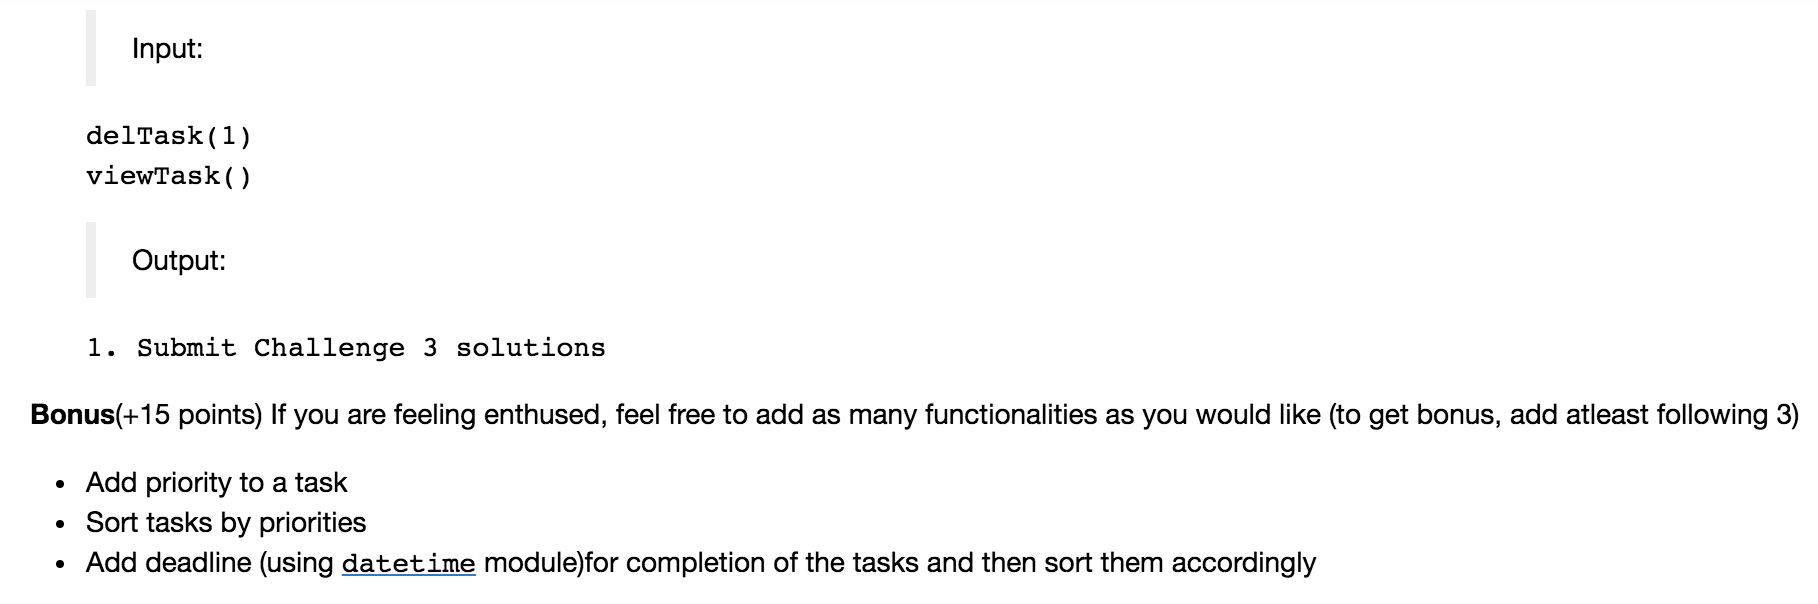 Input:
delTask(1)
viewTask()
Output:
1. Submit Challenge 3 solutions
Bonus(+15 points) If you are feeling enthused, feel free to add as many functionalities as you would like (to get bonus, add atleast following 3)
• Add priority to a task
• Sort tasks by priorities
• Add deadline (using datetime module)for completion of the tasks and then sort them accordingly